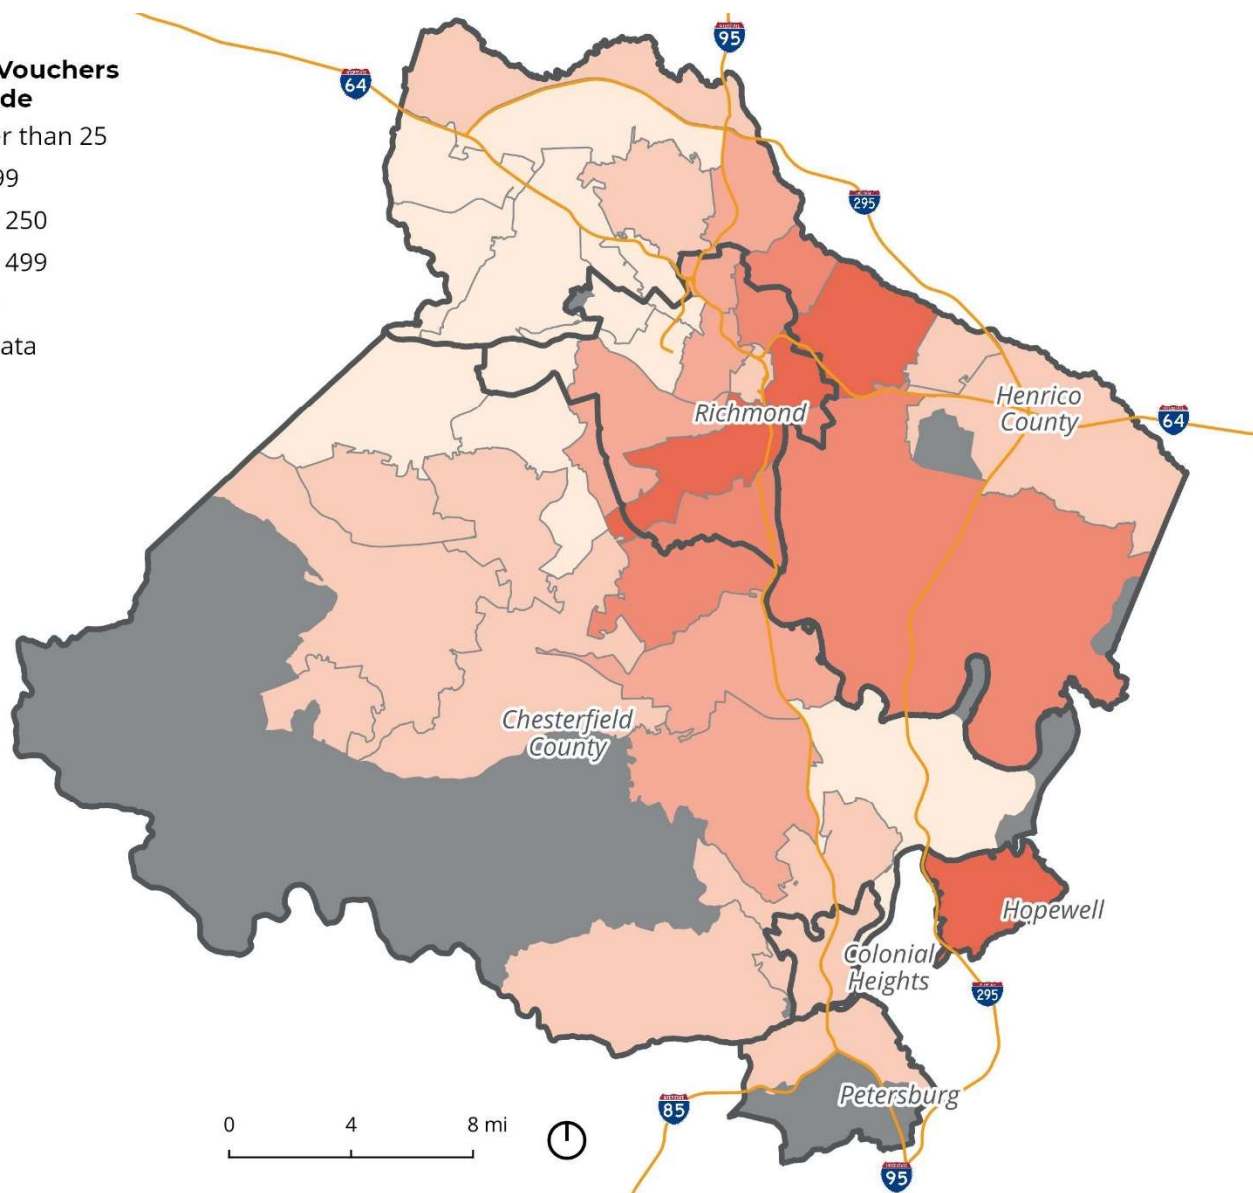 Vouchers
de
r than 25
99
250
499
ata
64
95
295
Henrico
County
64
Richmond
Chesterfield
County
Hopewell
Colonial
Heights
295
Petersburg
85
95
0 4 8 mi